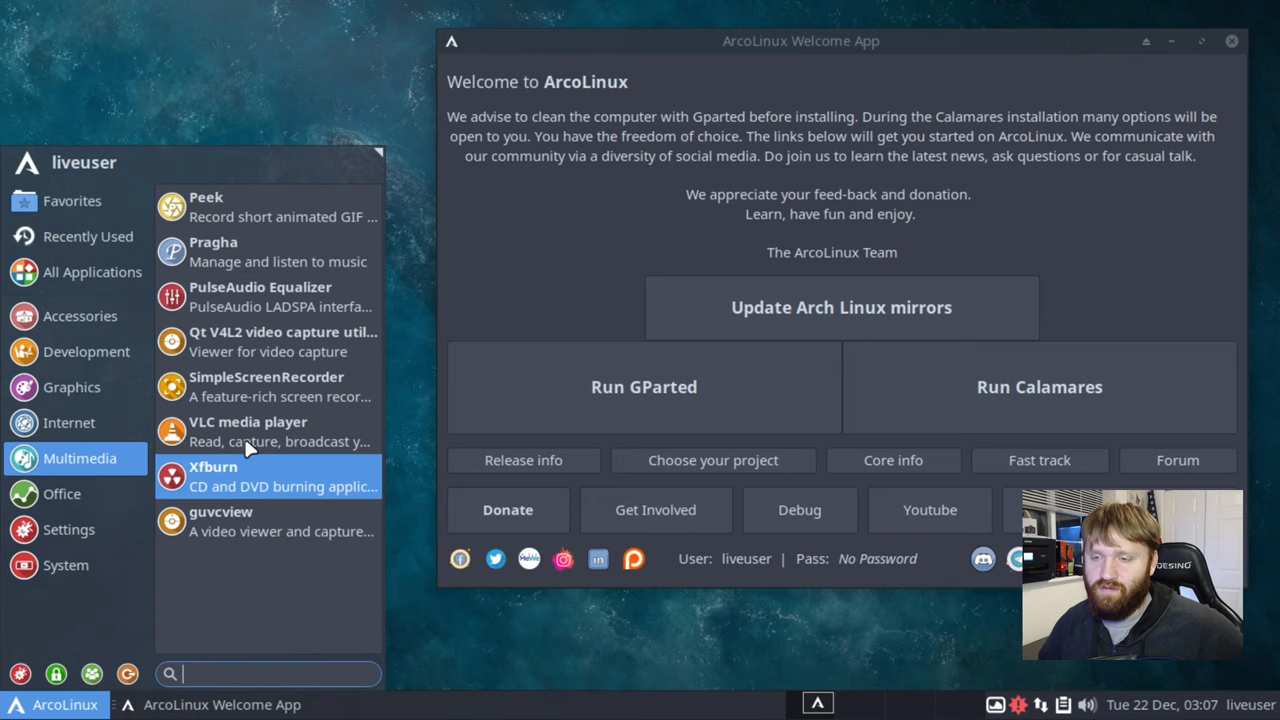 ArcoLinux Welcome App
Welcome to ArcoLinux
We advise to clean the computer with Gparted before installing. During the Calamares installation many options will
be open to you. You have the freedom of choice. The links below will get you started on ArcoLinux. We communicate with
our community via a diversity of social media. Do join us to learn the latest news, ask questions or for casual talk.
We appreciate your feed-back and donation.
Learn, have fun and enjoy.
The ArcoLinux Team
Update Arch Linux mirrors
Run GParted
Run Calamares
Release info
Choose your project
Core info
Fast track
Forum
Donate
Get Involved
Debug
Youtube
MeWe
in
User: liveuser | Pass: No Password
DESINO
liveuser
Favorites
Recently Used
All Applications
Accessories
Development
Graphics
Internet
Multimedia
Office
Settings
System
Peek
Record short animated GIF ...
Pragha
Manage and listen to music
PulseAudio Equalizer
PulseAudio LADSPA interfa...
Qt V4L2 video capture util...
Viewer for video capture
SimpleScreenRecorder
A feature-rich screen recor...
VLC media player
Read, capture, broadcast y...
Xfburn
CD and DVD burning applic...
guvcview
A video viewer and capture...
ArcoLinux
ArcoLinux Welcome App
Tue 22 Dec, 03:07 liveuser